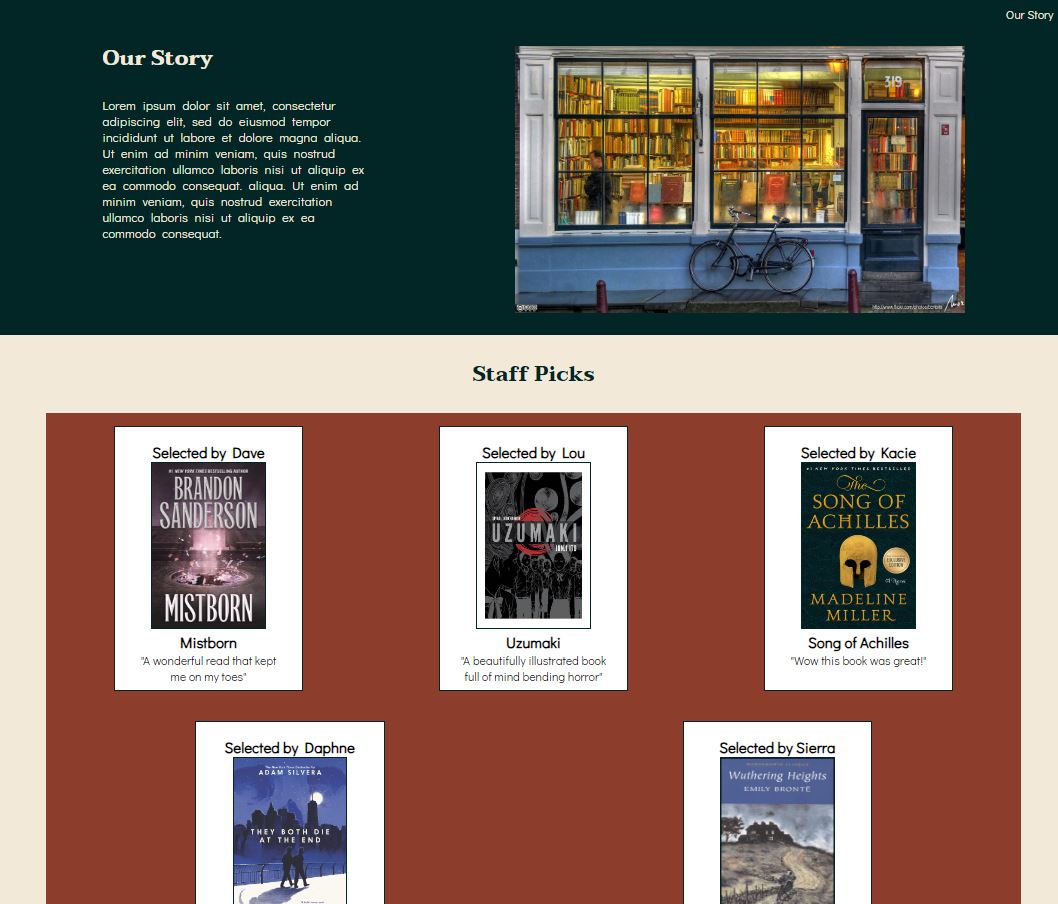 Our Story
Our Story
Lorem ipsum dolor sit amet, consectetur
adipiscing elit, sed do eiusmod tempor
incididunt ut labore et dolore magna aliqua.
Ut enim ad minim veniam, quis nostrud
exercitation ullamco laboris nisi ut aliquip ex
ea commodo consequat. aliqua. Ut enim ad
minim veniam, quis nostrud exercitation
ullamco laboris nisi ut aliquip ex ea
commodo consequat.
319
Staff Picks
Selected by Dave
#1 NEW YORK TIMES BESTSELLING AUTHOR
BRANDON
SANDERSON
MISTBORN
Mistborn
"A wonderful read that kept
me on my toes"
Selected by Lou
UZUMAKI
JUNJI ITO
Uzumaki
"A beautifully illustrated book
full of mind bending horror"
Selected by Kacie
#1 NEW YORK TIMES BESTSELLER
The
SONG OF
ACHILLES
EXCLUSIVE
EDITION
A Novel
MADELINE
MILLER
Song of Achilles
"Wow this book was great!"
Selected by Daphne
ADAM SILVERA
THEY BOTH DIE
AT THE END
Selected by Sierra
Wuthering Heights
EMILY BRONTË